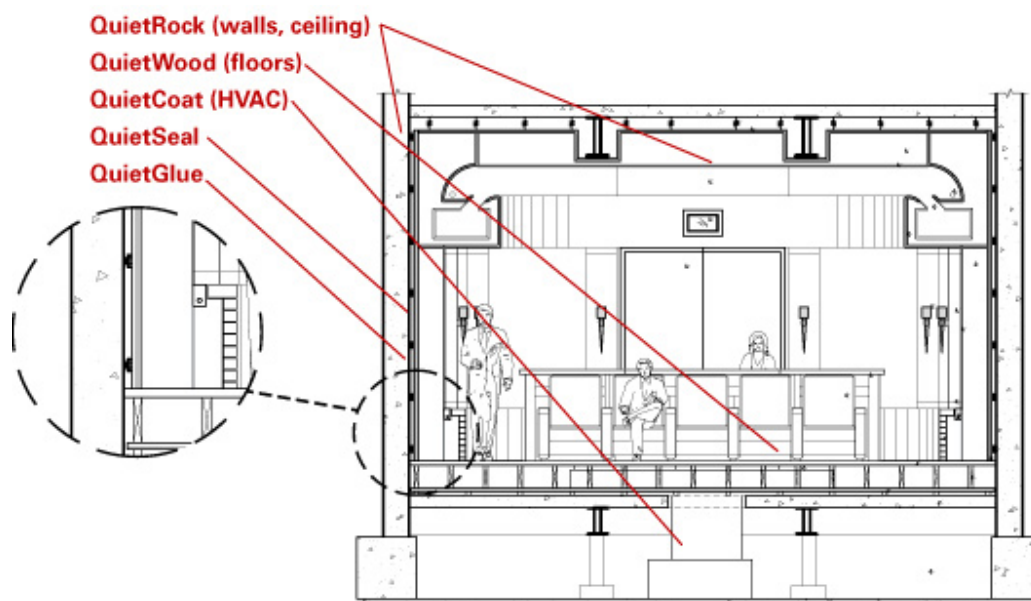 QuietRock (walls, ceiling)
QuietWood (floors)
QuietCoat (HVAC)
QuietSeal
QuietGlue